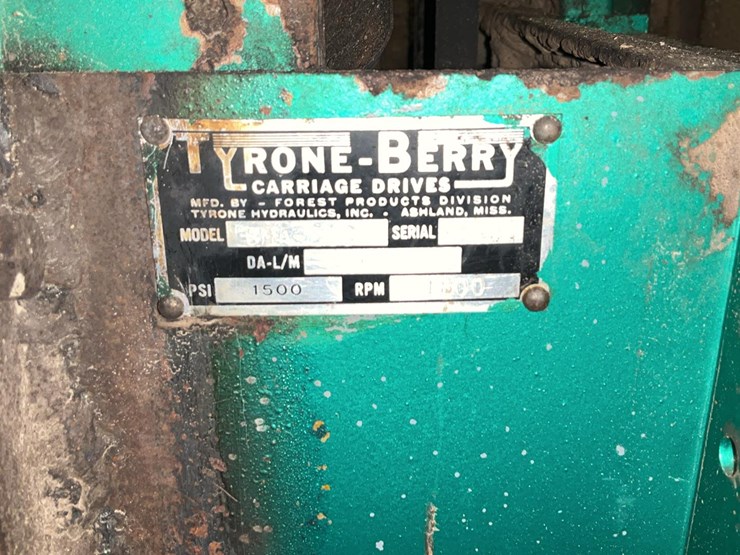 TYRONE-BERRY
CARRIAGE DRIVES
MFD. BY - FOREST PRODUCTS DIVISION
TYRONE HYDRAULICS, INC. • ASHLAND, MISS.
MODEL SERIAL
DA-L/M
PSI 1500 RPM